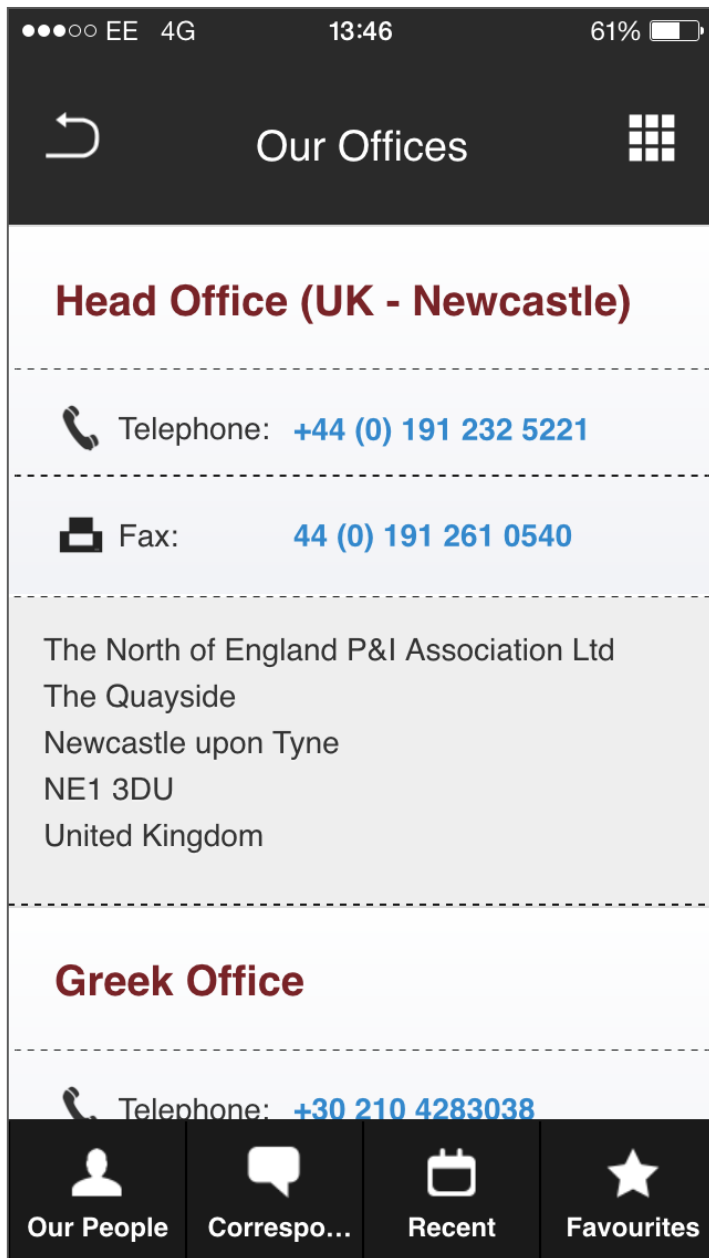 EE 4G 13:46 61%
Our Offices
Head Office (UK - Newcastle)
Telephone: +44 (0) 191 232 5221
Fax: 44 (0) 191 261 0540
The North of England P&I Association Ltd
The Quayside
Newcastle upon Tyne
NE1 3DU
United Kingdom
Greek Office
Telephone: +30 210 4283038
Our People Correspo... Recent Favourites